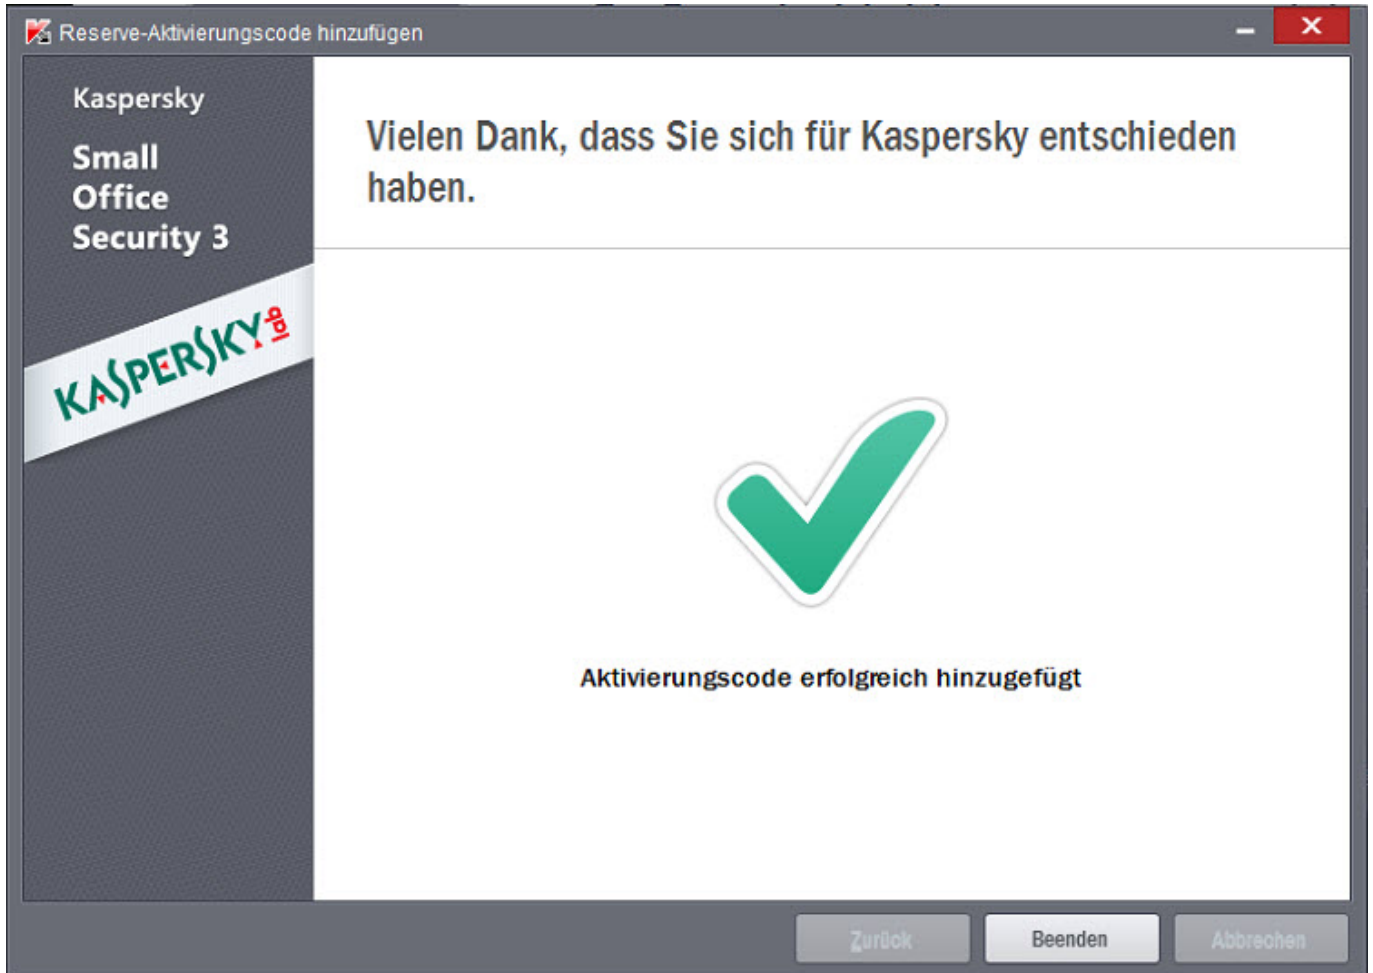 Reserve-Aktivierungscode hinzufügen
Kaspersky
Small
Office
Security 3
KASPERSKY lab
Vielen Dank, dass Sie sich für Kaspersky entschieden
haben.
Aktivierungscode erfolgreich hinzugefügt
Zurück
Beenden
Abbrechen